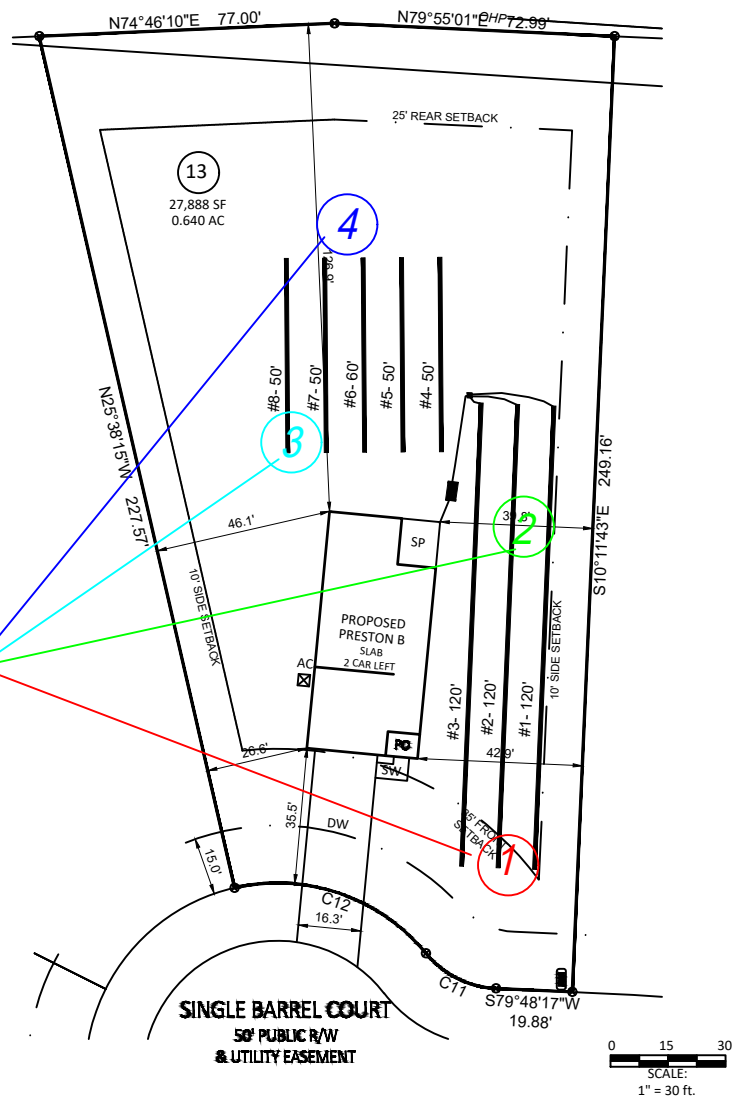 N74°46'10"E 77.00'
N79°55'01"E 72.99'
OHP
25' REAR SETBACK
13
27,888 SF
0.640 AC
4
126.9'
#8- 50'
#7- 50'
#6- 60'
#5- 50'
#4- 50'
3
N25°38'15"W 227.57'
S10°11'43"E 249.16'
46.1'
39.8'
2
SP
10' SIDE SETBACK
PROPOSED
PRESTON B
SLAB
2 CAR LEFT
AC
10' SIDE SETBACK
#3- 120'
#2- 120'
#1- 120'
26.6'
42.9'
SW
35.5'
DW
SETBACK
1
15.0'
C12
16.3'
C11
S79°48'17"W
19.88'
SINGLE BARREL COURT
50' PUBLIC R/W
& UTILITY EASEMENT
0 15 30
SCALE:
1" = 30 ft.